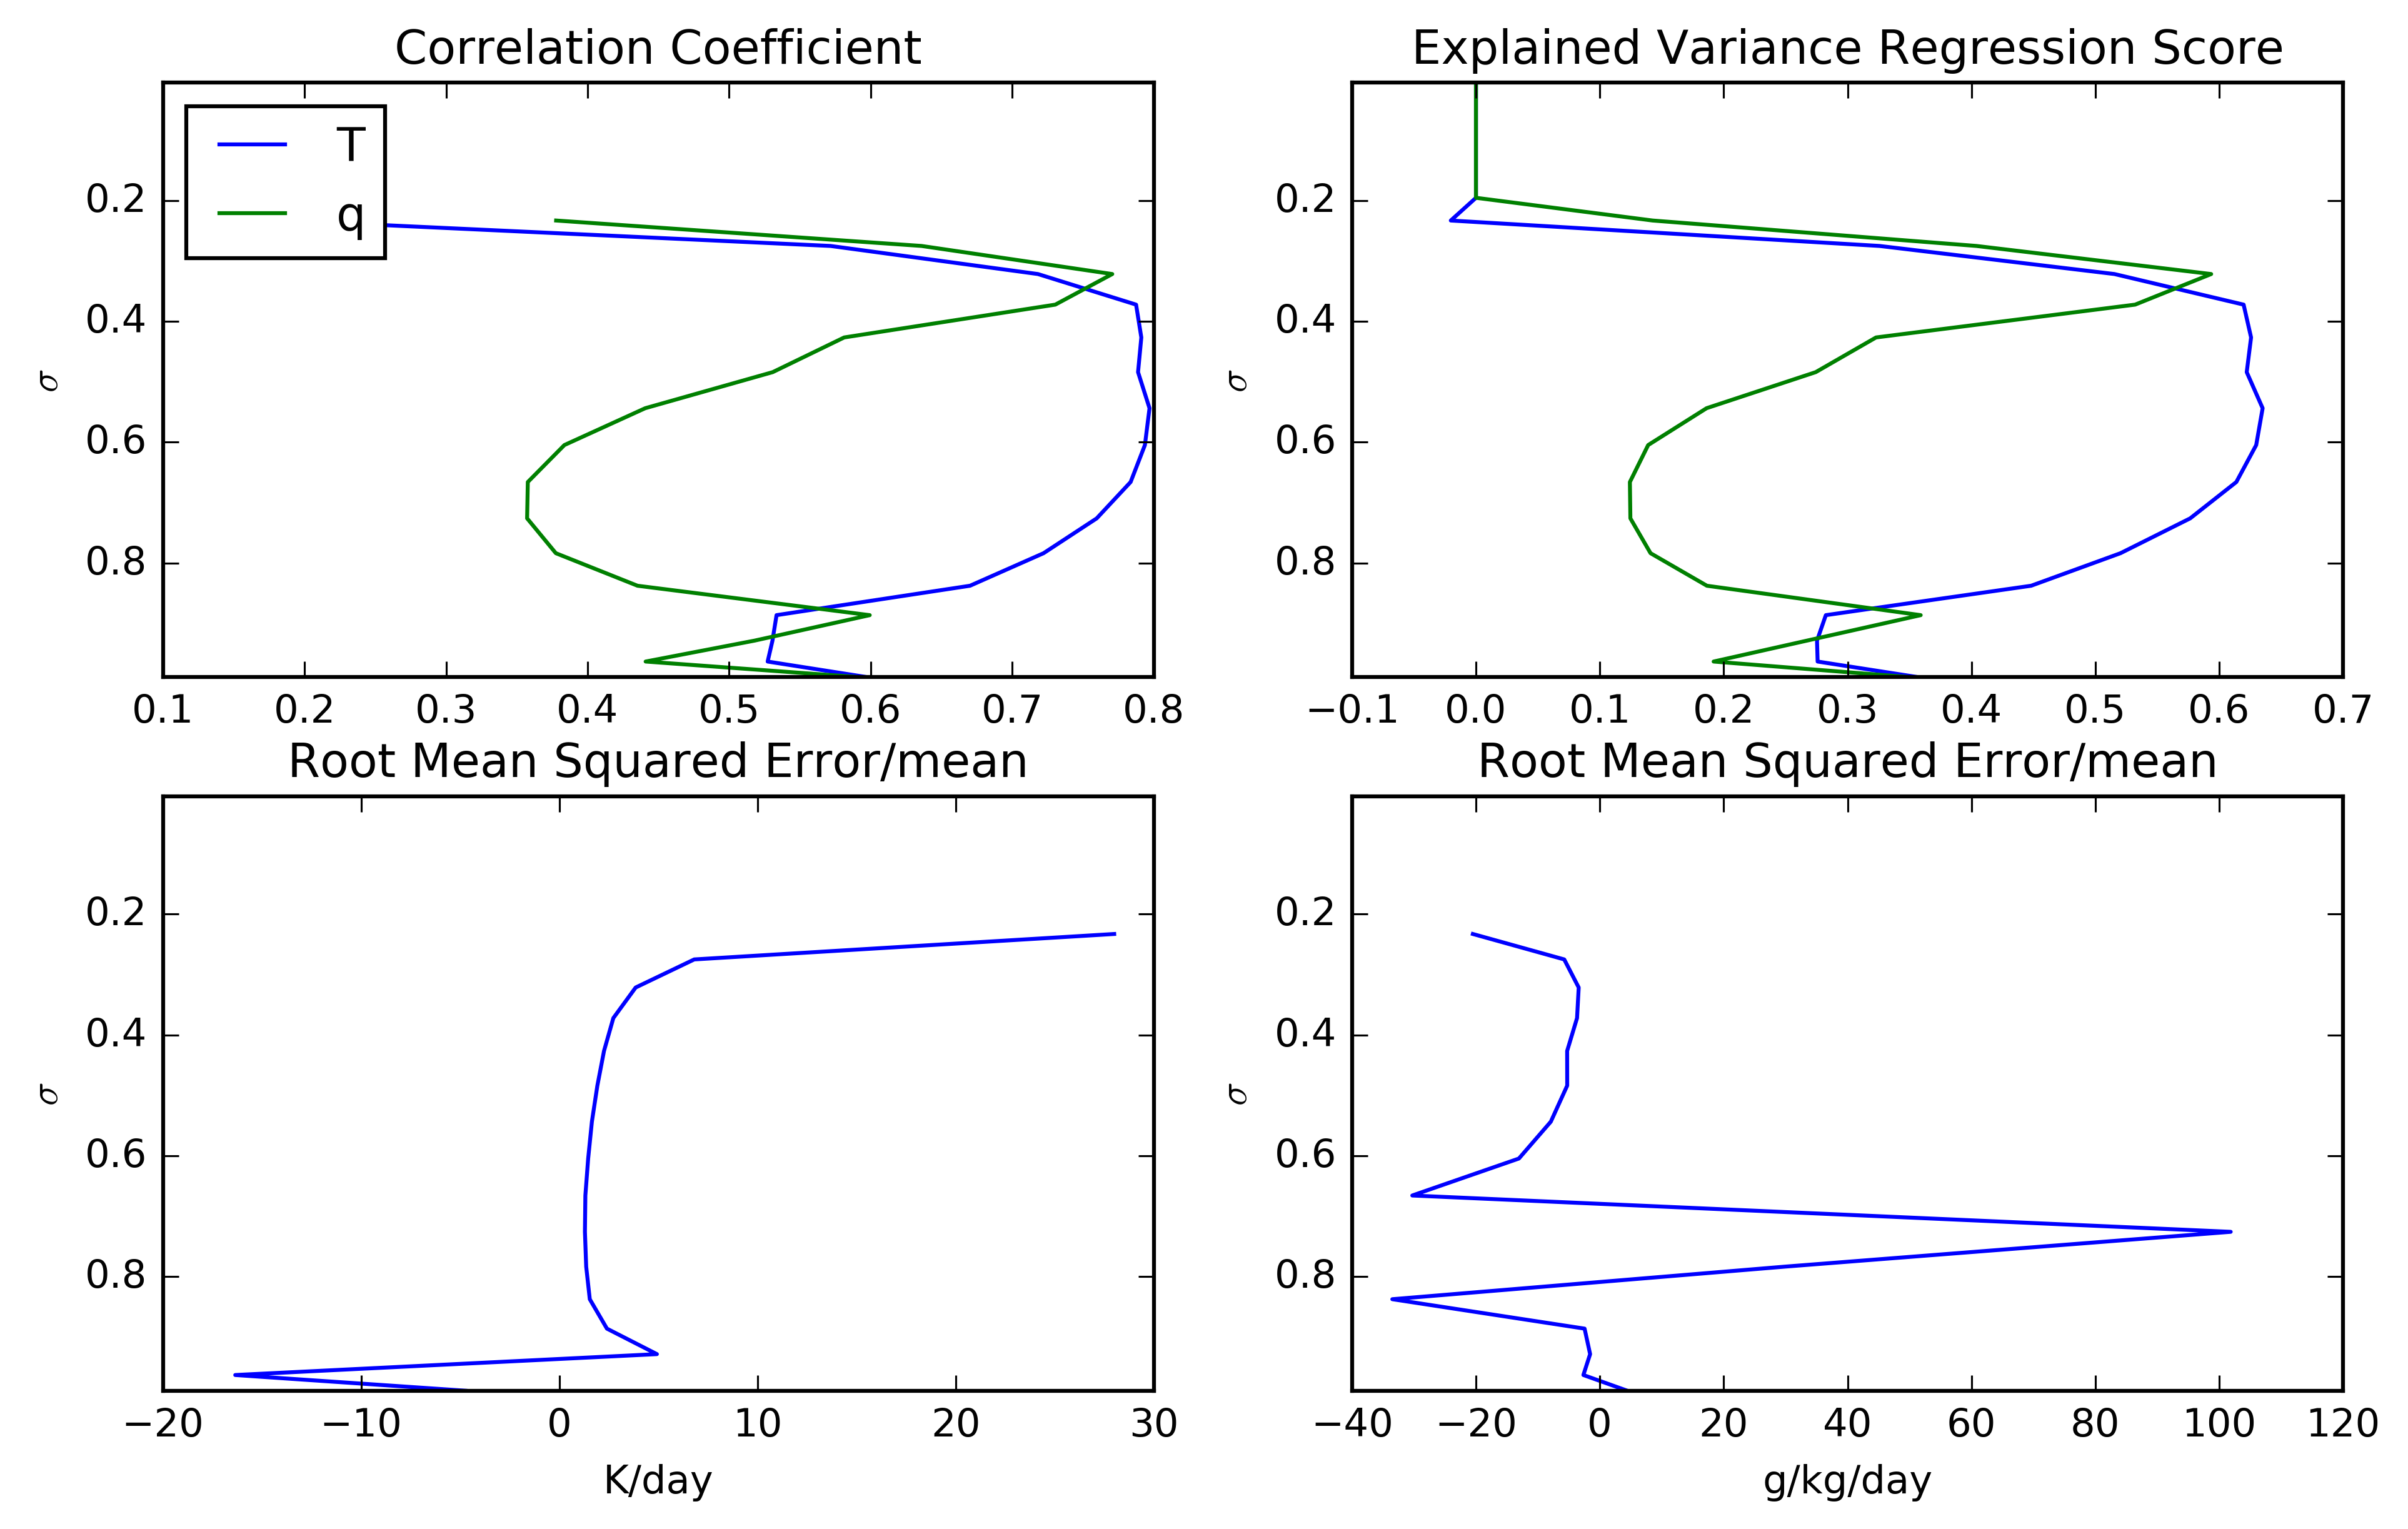 Correlation Coefficient
T
q
0.2
0.4
0.6
0.8
σ
0.1 0.2 0.3 0.4 0.5 0.6 0.7 0.8
Explained Variance Regression Score
0.2
0.4
0.6
0.8
σ
−0.1 0.0 0.1 0.2 0.3 0.4 0.5 0.6 0.7
Root Mean Squared Error/mean
0.2
0.4
0.6
0.8
σ
−20 −10 0 10 20 30
K/day
Root Mean Squared Error/mean
0.2
0.4
0.6
0.8
σ
−40 −20 0 20 40 60 80 100 120
g/kg/day